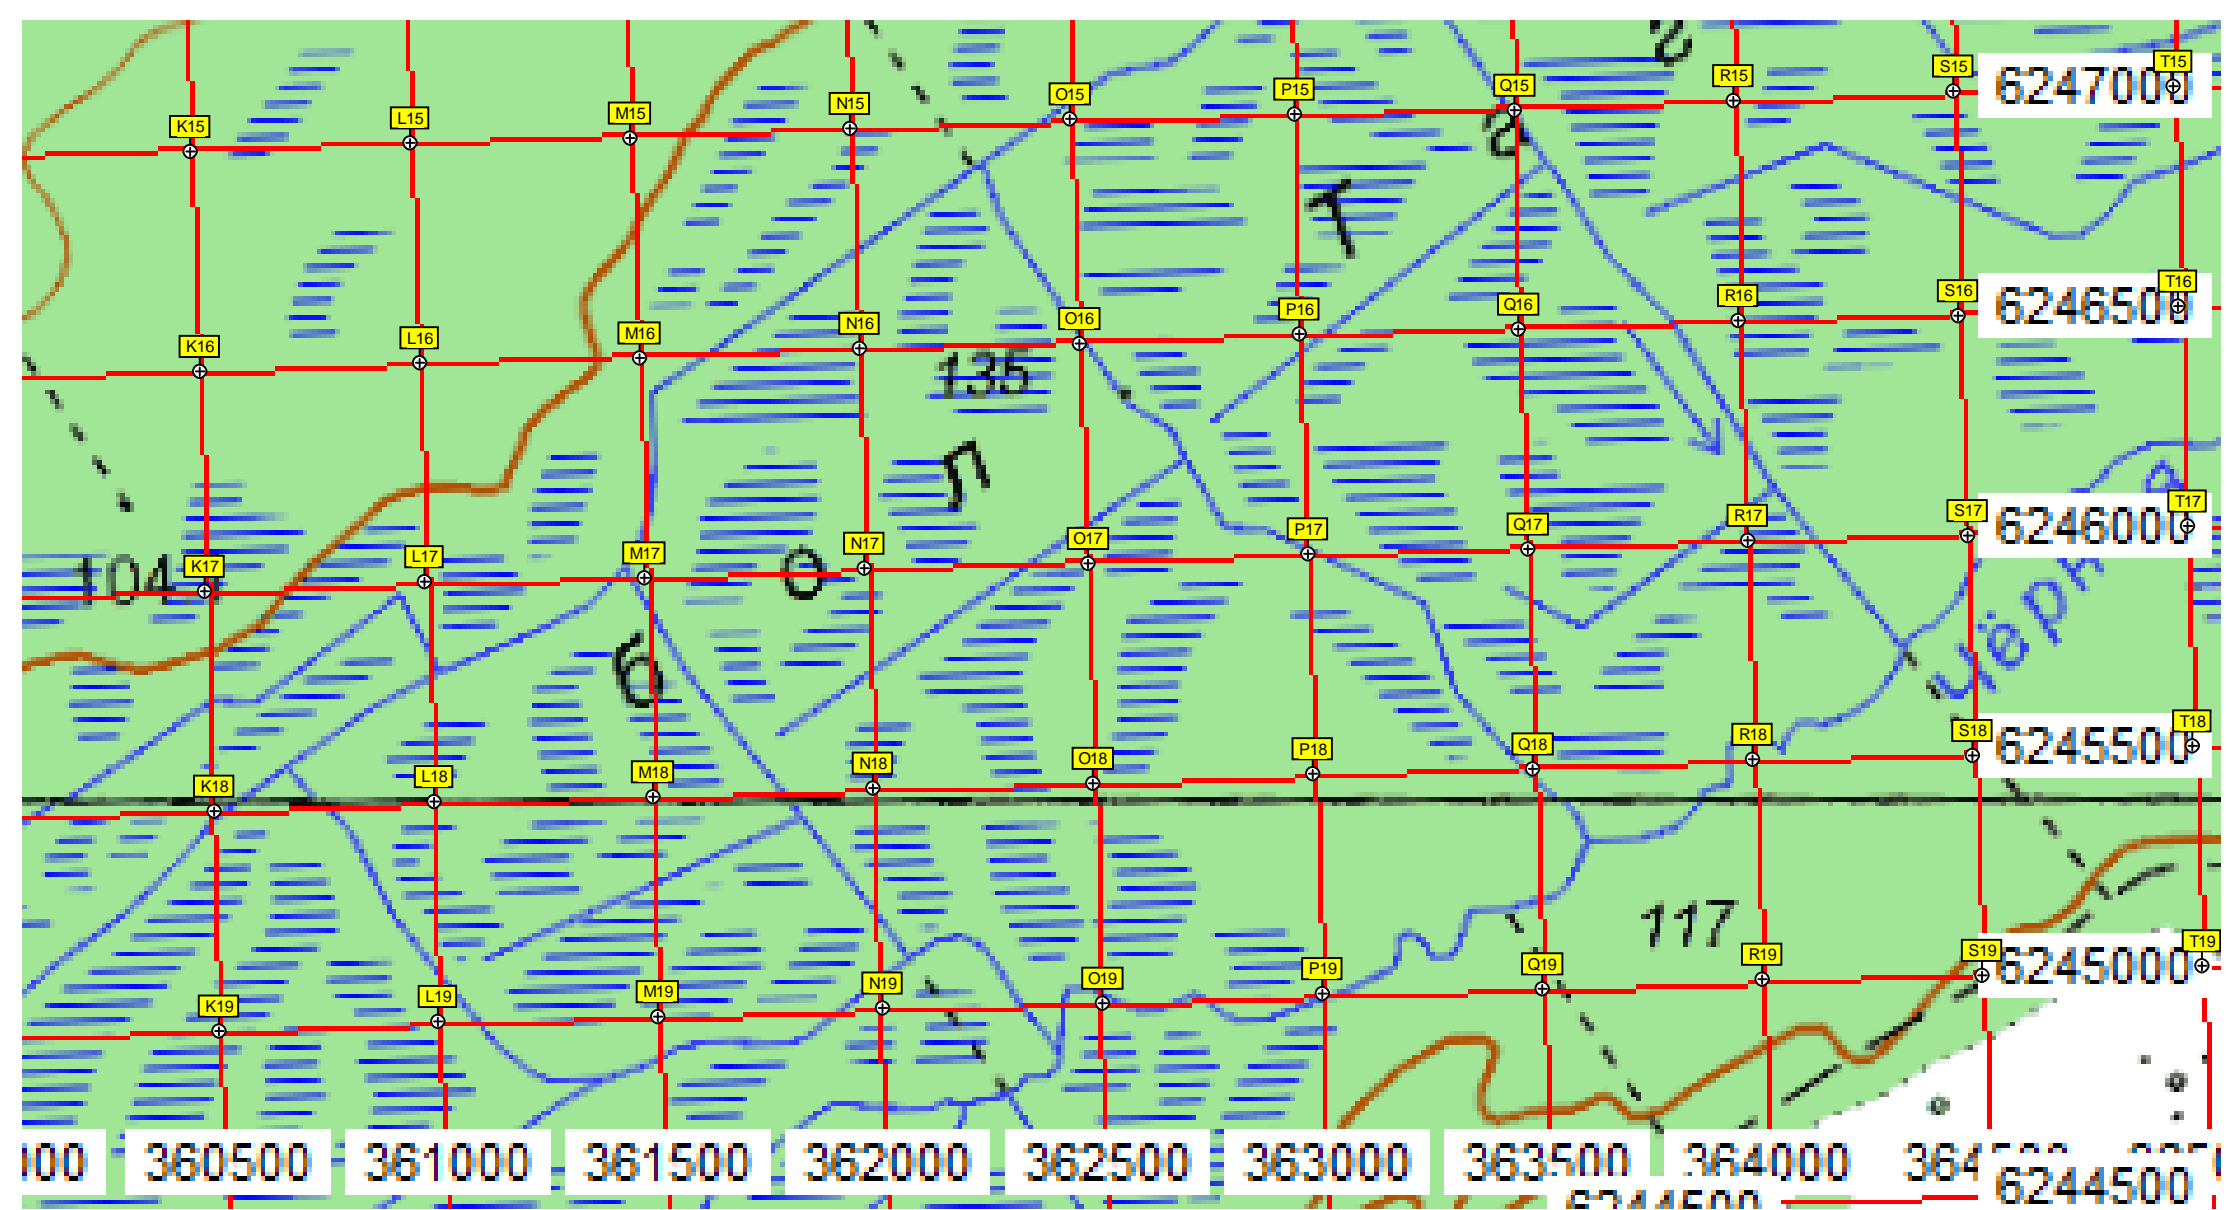 K15 L15 M15 N15 O15 P15 Q15 R15 S15 T15
6247000
K16 L16 M16 N16 O16 P16 Q16 R16 S16 T16
6246500
135
K17 L17 M17 N17 O17 P17 Q17 R17 S17 T17
6246000
104
б о л Т
K18 L18 M18 N18 O18 P18 Q18 R18 S18 T18
6245500
117
K19 L19 M19 N19 O19 P19 Q19 R19 S19 T19
6245000
360500 361000 361500 362000 362500 363000 363500 364000
6244500 6244500